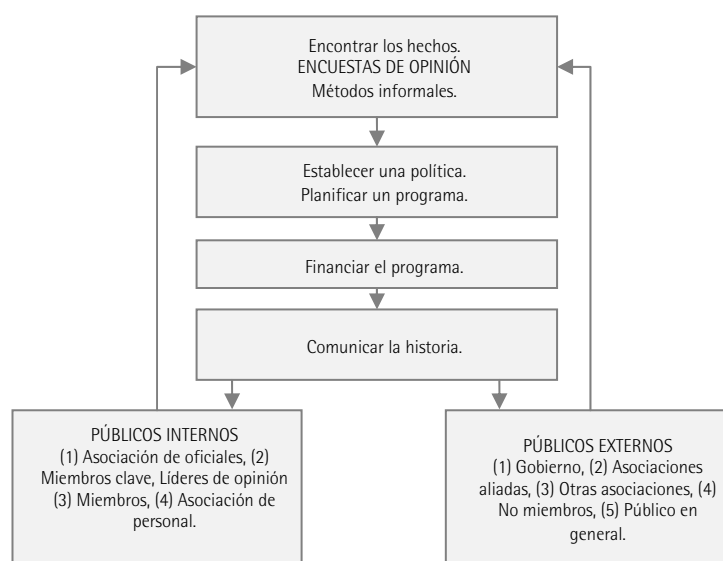 Encontrar los hechos.
ENCUESTAS DE OPINIÓN
Métodos informales.
Establecer una política.
Planificar un programa.
Financiar el programa.
Comunicar la historia.
PÚBLICOS INTERNOS
(1) Asociación de oficiales, (2)
Miembros clave, Líderes de opinión
(3) Miembros, (4) Asociación de
personal.
PÚBLICOS EXTERNOS
(1) Gobierno, (2) Asociaciones
aliadas, (3) Otras asociaciones, (4)
No miembros, (5) Público en
general.